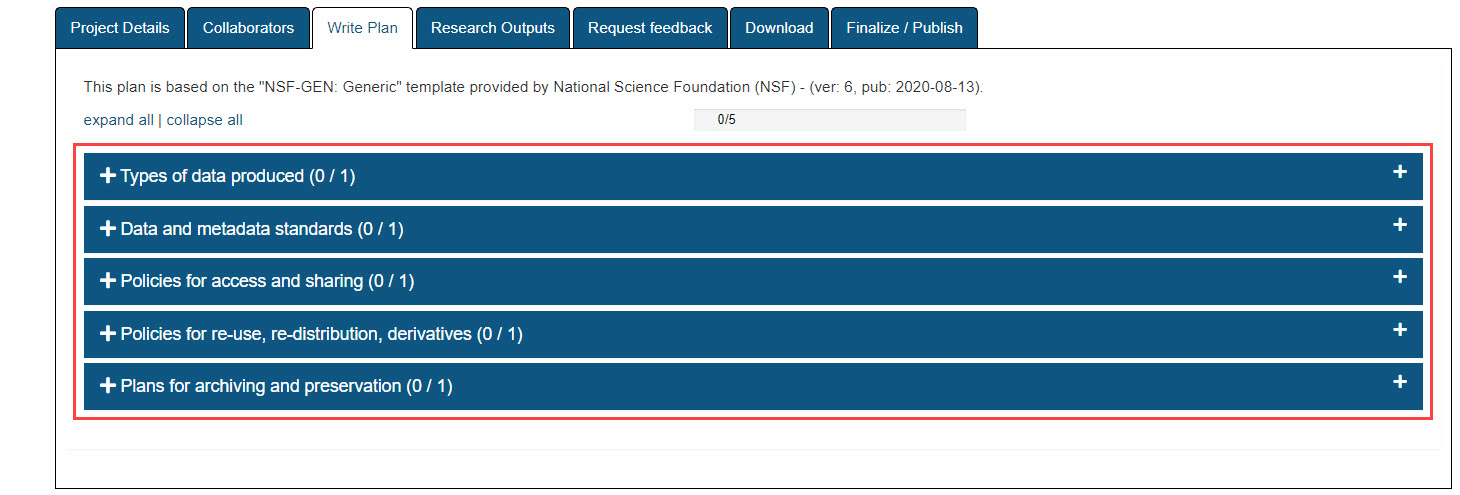 Project Details Collaborators Write Plan Research Outputs Request feedback Download Finalize / Publish
This plan is based on the "NSF-GEN: Generic" template provided by National Science Foundation (NSF) - (ver: 6, pub: 2020-08-13).
expand all | collapse all 0/5
+ Types of data produced (0 / 1) +
+ Data and metadata standards (0 / 1) +
+ Policies for access and sharing (0 / 1) +
+ Policies for re-use, re-distribution, derivatives (0 / 1) +
+ Plans for archiving and preservation (0 / 1) +